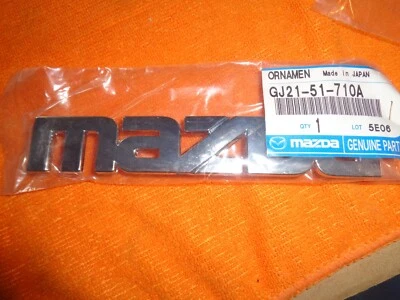 ORNAMEN Made in JAPAN
GJ21-51-710A
QTY 1 LOT 5E06
mazda GENUINE PARTS
mazda